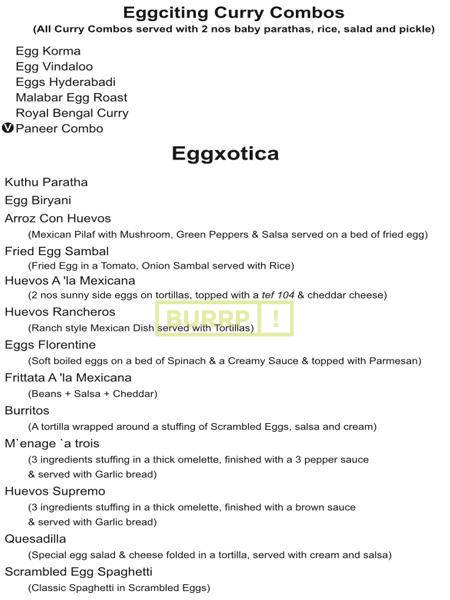 Eggciting Curry Combos
(All Curry Combos served with 2 nos baby parathas, rice, salad and pickle)
Egg Korma
Egg Vindaloo
Eggs Hyderabadi
Malabar Egg Roast
Royal Bengal Curry
V Paneer Combo
Eggxotica
Kuthu Paratha
Egg Biryani
Arroz Con Huevos
(Mexican Pilaf with Mushroom, Green Peppers & Salsa served on a bed of fried egg)
Fried Egg Sambal
(Fried Egg in a Tomato, Onion Sambal served with Rice)
Huevos A 'la Mexicana
(2 nos sunny side eggs on tortillas, topped with a tef 104 & cheddar cheese)
Huevos Rancheros
BURRP!
(Ranch style Mexican Dish served with Tortillas)
Eggs Florentine
(Soft boiled eggs on a bed of Spinach & a Creamy Sauce & topped with Parmesan)
Frittata A 'la Mexicana
(Beans + Salsa + Cheddar)
Burritos
(A tortilla wrapped around a stuffing of Scrambled Eggs, salsa and cream)
M`enage `a trois
(3 ingredients stuffing in a thick omelette, finished with a 3 pepper sauce
& served with Garlic bread)
Huevos Supremo
(3 ingredients stuffing in a thick omelette, finished with a brown sauce
& served with Garlic bread)
Quesadilla
(Special egg salad & cheese folded in a tortilla, served with cream and salsa)
Scrambled Egg Spaghetti
(Classic Spaghetti in Scrambled Eggs)